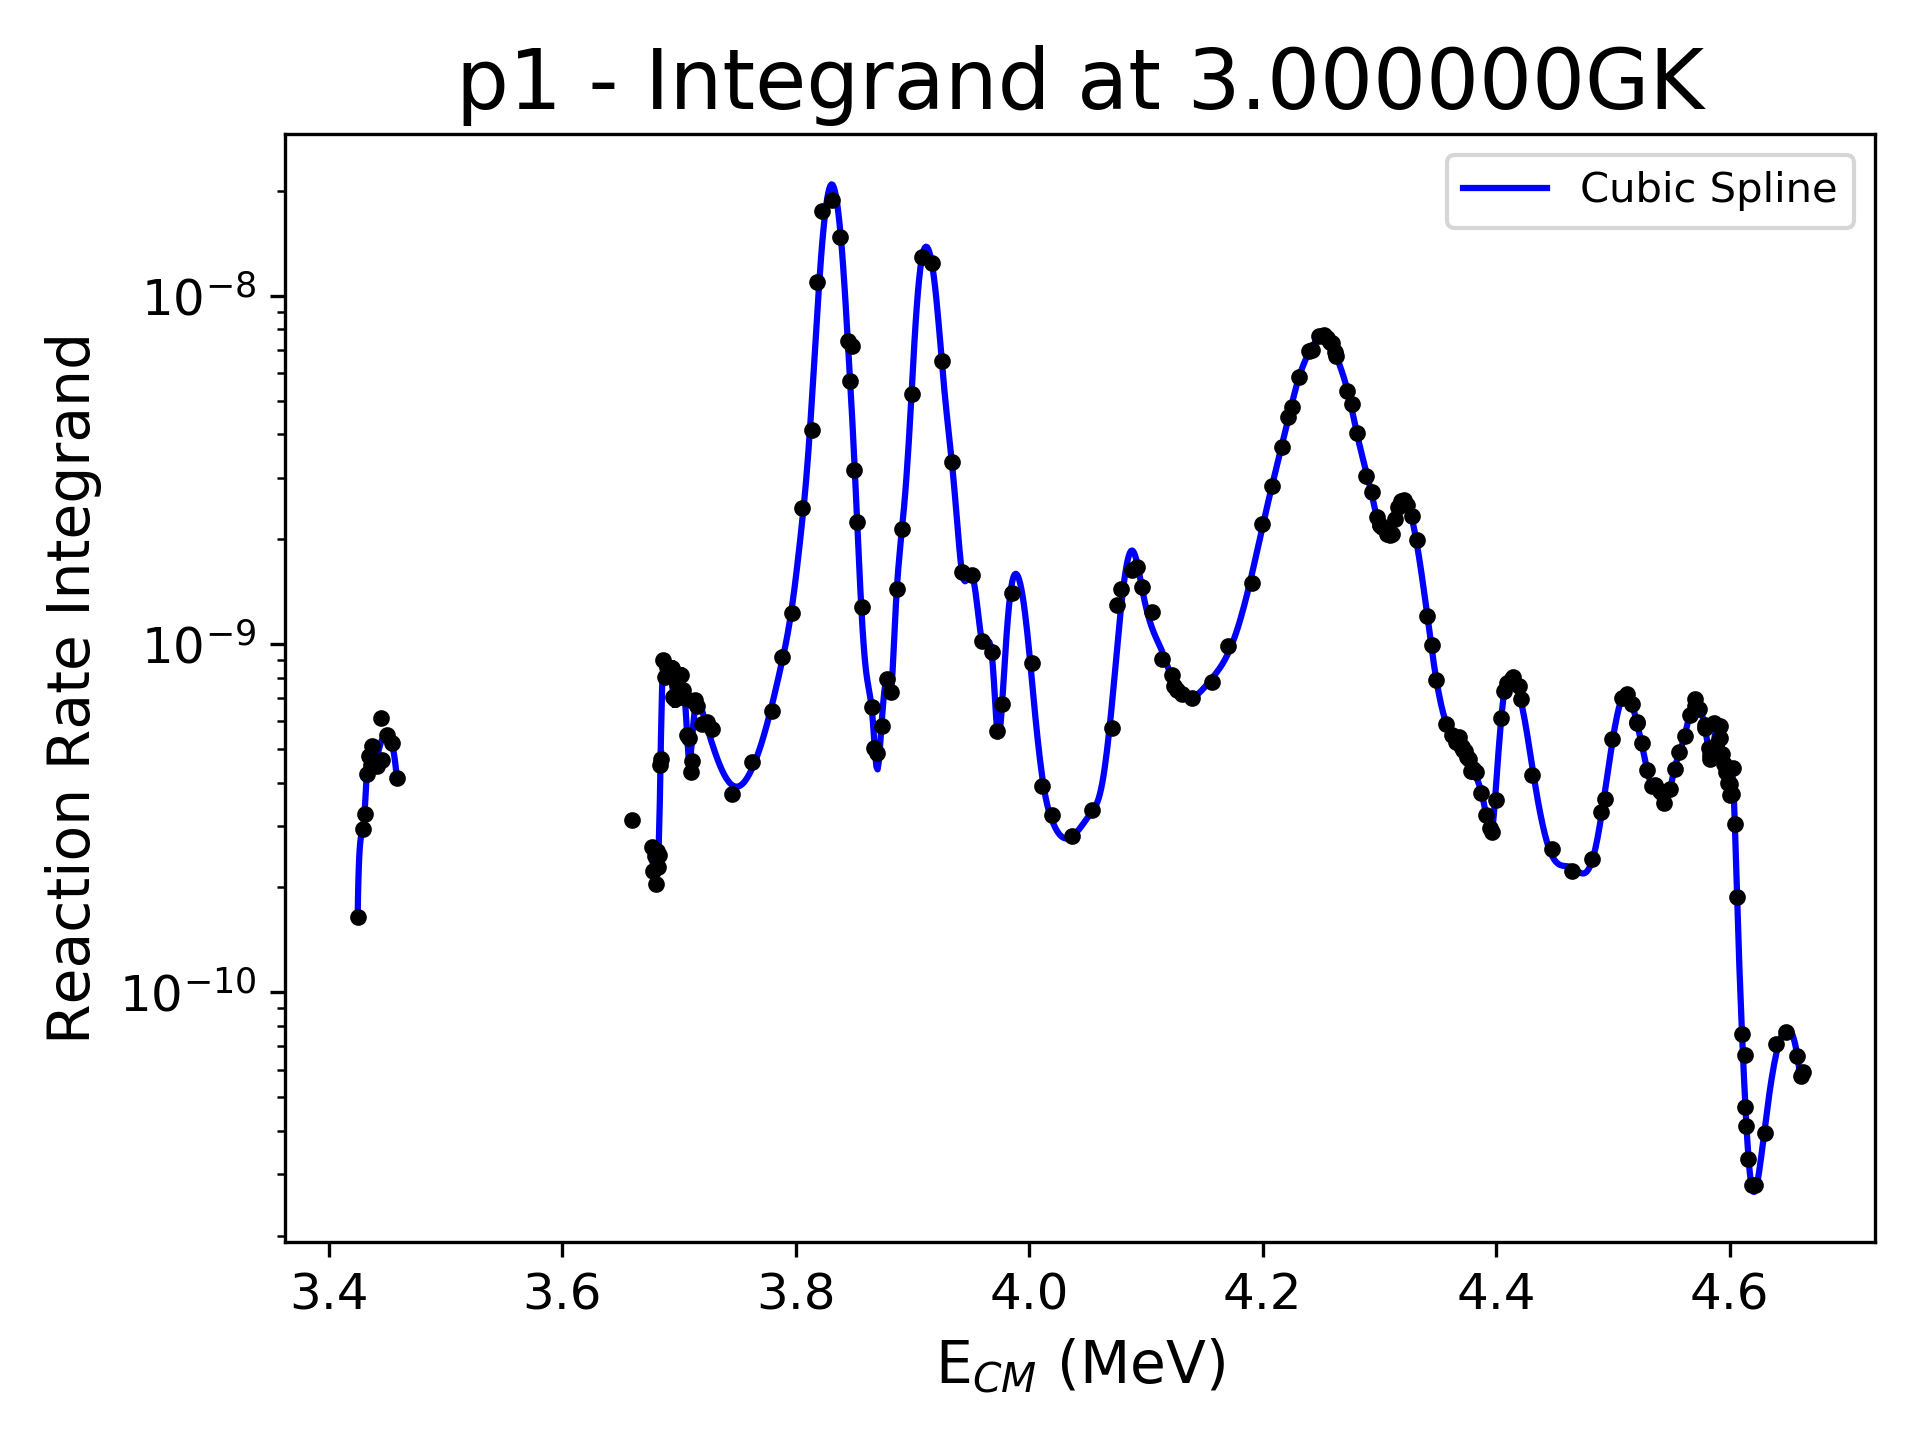 p1 - Integrand at 3.000000GK
Cubic Spline
Reaction Rate Integrand
10⁻⁸
10⁻⁹
10⁻¹⁰
3.4 3.6 3.8 4.0 4.2 4.4 4.6
E_CM (MeV)